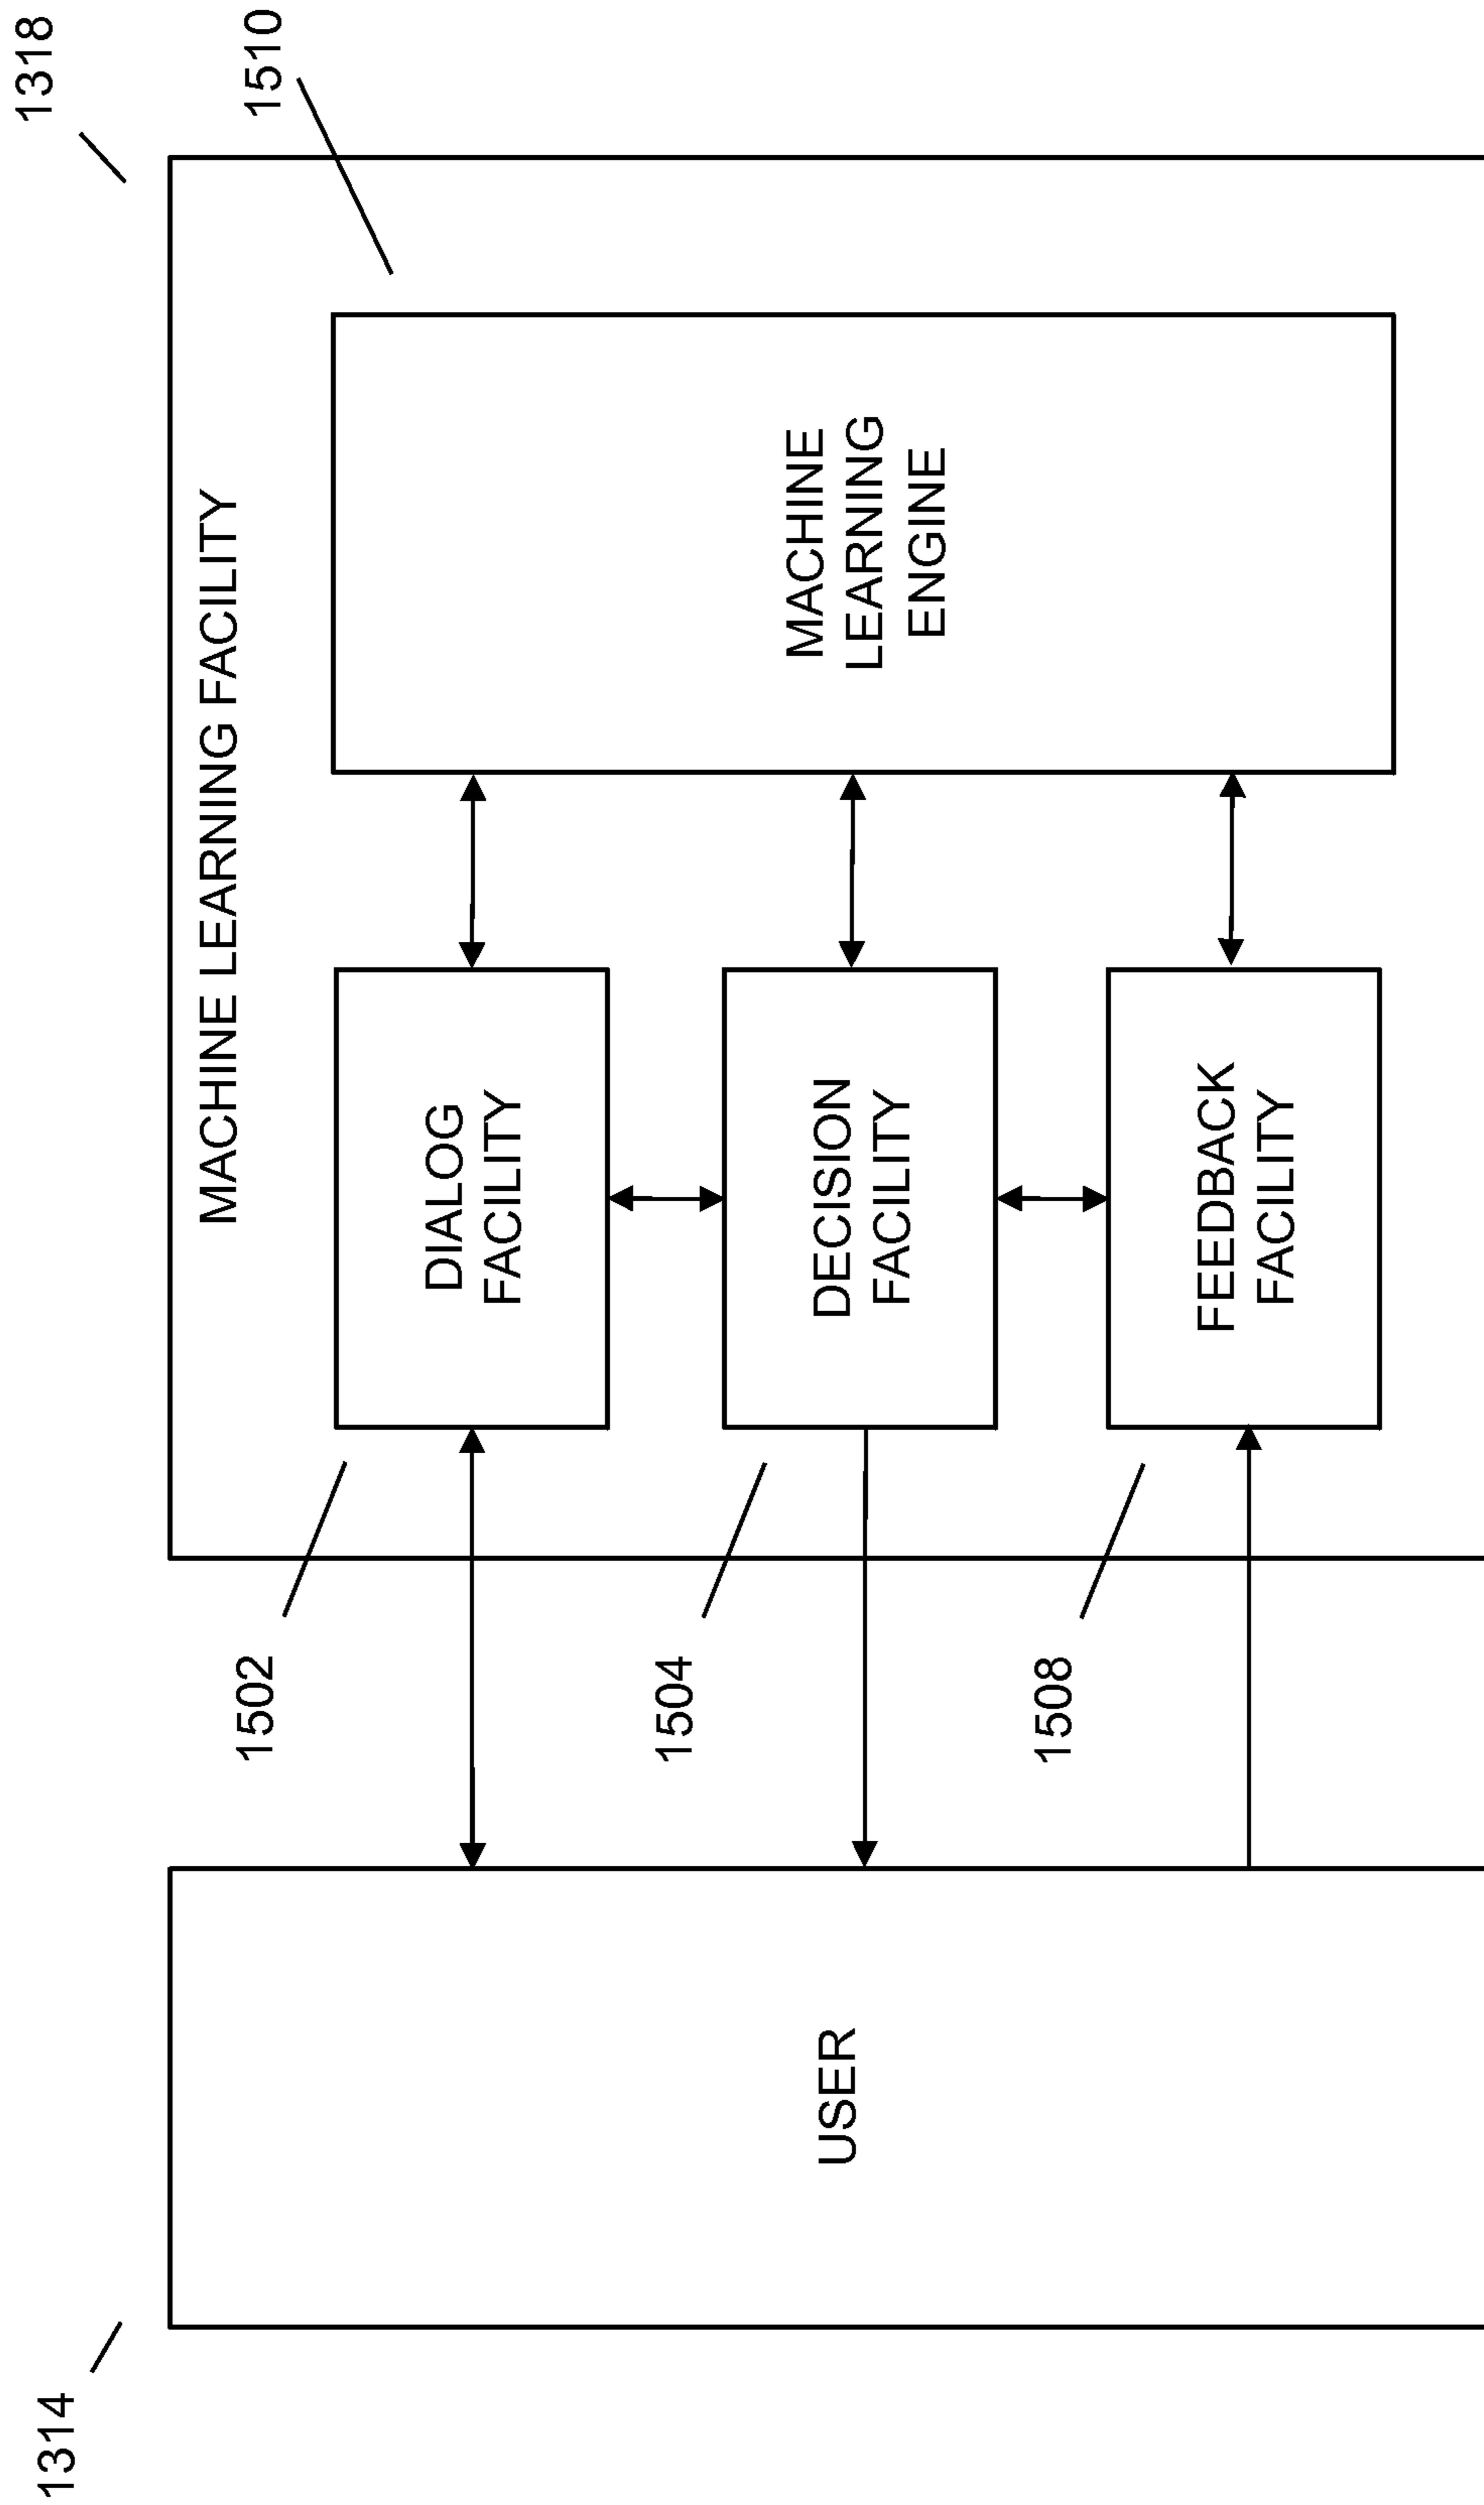 1318
MACHINE LEARNING FACILITY
1510
1314
USER
1502
DIALOG
FACILITY
1504
DECISION
FACILITY
1508
FEEDBACK
FACILITY
MACHINE
LEARNING
ENGINE